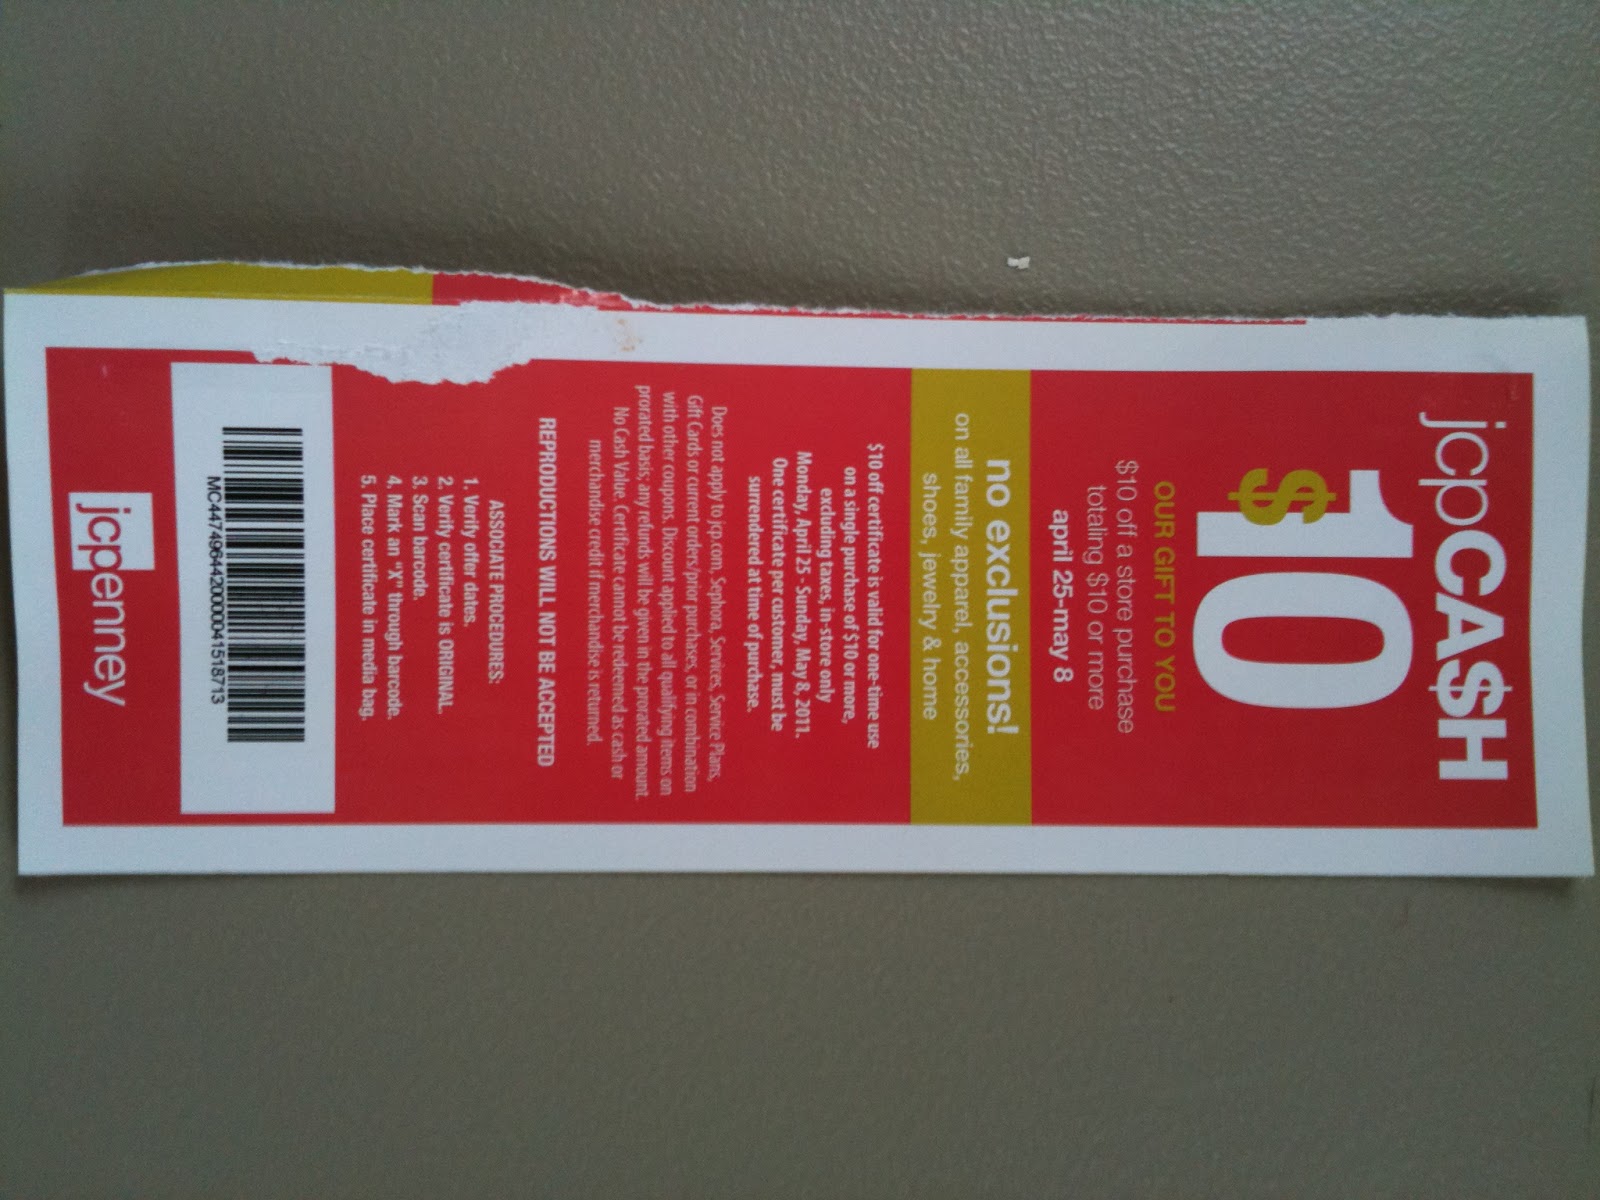 jcpCA$H
$10
OUR GIFT TO YOU
$10 off a store purchase
totaling $10 or more
april 25-may 8
no exclusions!
on all family apparel, accessories,
shoes, jewelry & home
$10 off certificate is valid for one-time use
on a single purchase of $10 or more,
excluding taxes, in-store only
Monday, April 25 - Sunday, May 8, 2011.
One certificate per customer, must be
surrendered at time of purchase.
Does not apply to jcp.com, Sephora, Services, Service Plans,
Gift Cards or current orders/prior purchases, or in combination
with other coupons. Discount applied to all qualifying items on
prorated basis; any refunds will be given in the prorated amount.
No Cash Value. Certificate cannot be redeemed as cash or
merchandise credit if merchandise is returned.
REPRODUCTIONS WILL NOT BE ACCEPTED
ASSOCIATE PROCEDURES:
1. Verify offer dates.
2. Verify certificate is ORIGINAL.
3. Scan barcode.
4. Mark an "X" through barcode.
5. Place certificate in media bag.
MC447496442000041518713
jcpenney